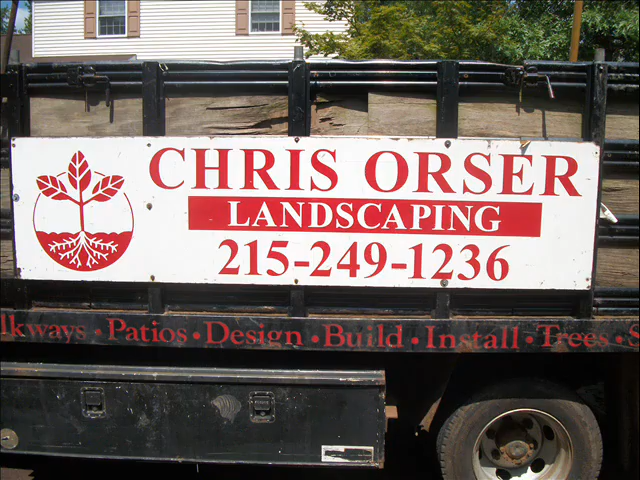 CHRIS ORSER
LANDSCAPING
215-249-1236
lkways • Patios • Design • Build • Install • Trees • S